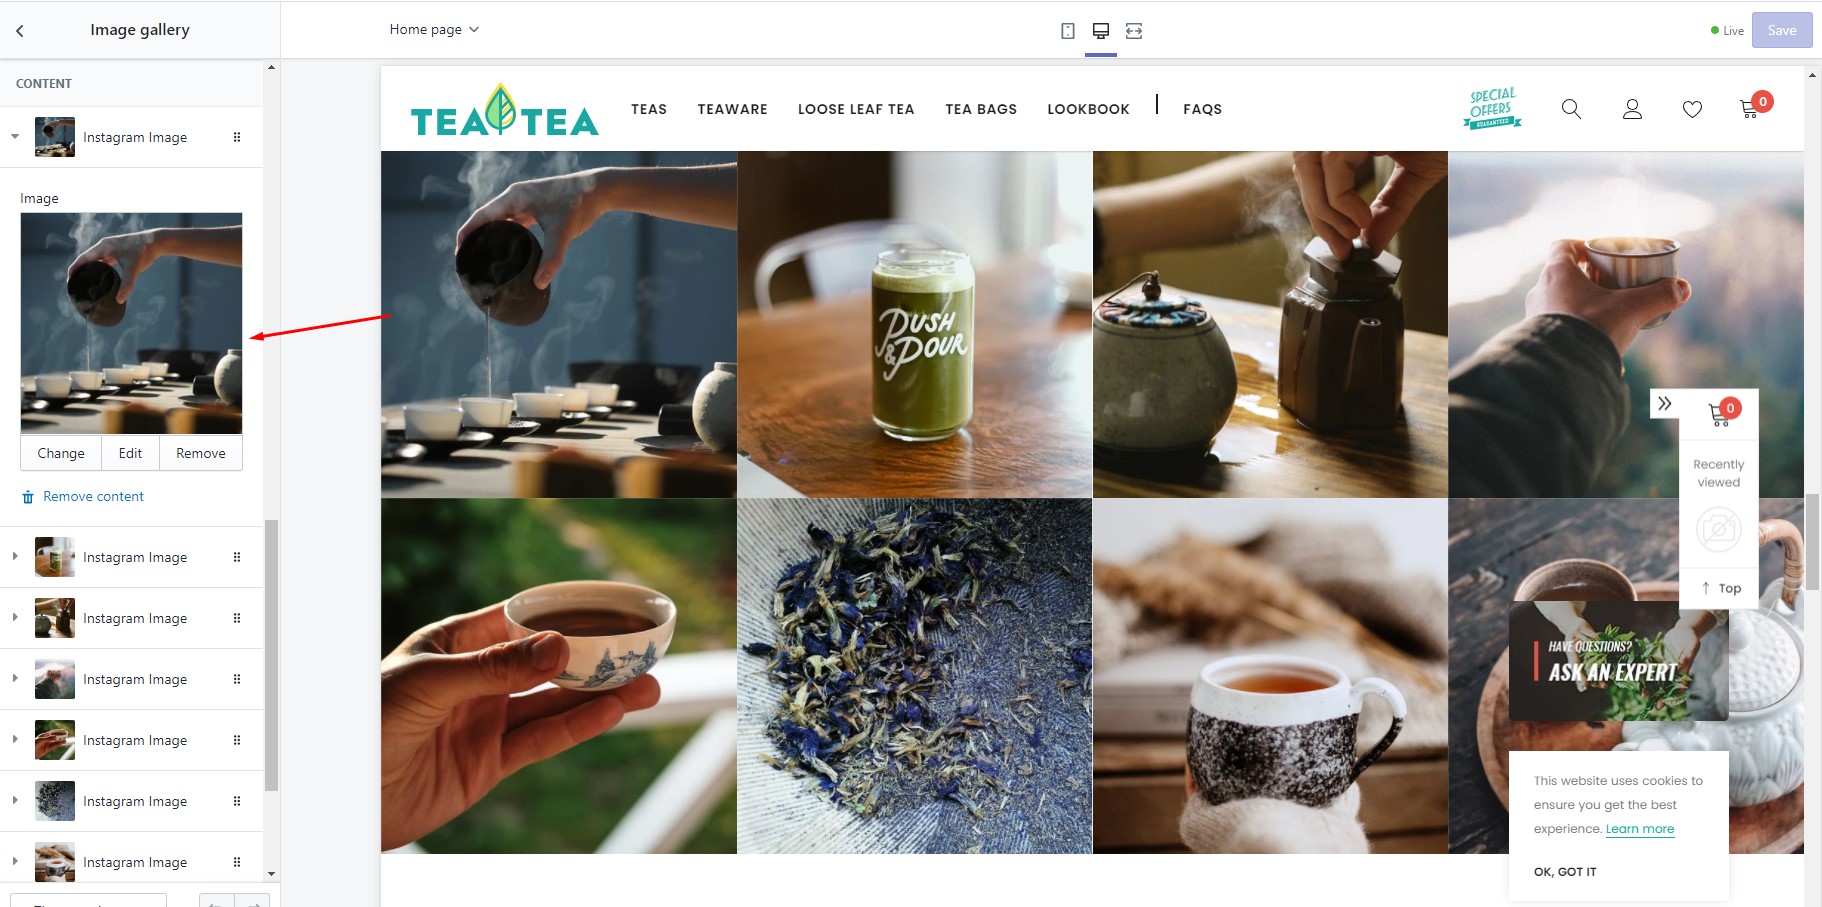 Image gallery
Home page
Live
Save
CONTENT
Instagram Image
Image
Change
Edit
Remove
Remove content
Instagram Image
Instagram Image
Instagram Image
Instagram Image
Instagram Image
Instagram Image
TEA TEA
TEAS
TEAWARE
LOOSE LEAF TEA
TEA BAGS
LOOKBOOK
FAQS
SPECIAL
OFFERS
GUARANTEED
0
PUSH
& POUR
0
Recently
viewed
Top
HAVE QUESTIONS?
ASK AN EXPERT
This website uses cookies to
ensure you get the best
experience. Learn more
OK, GOT IT